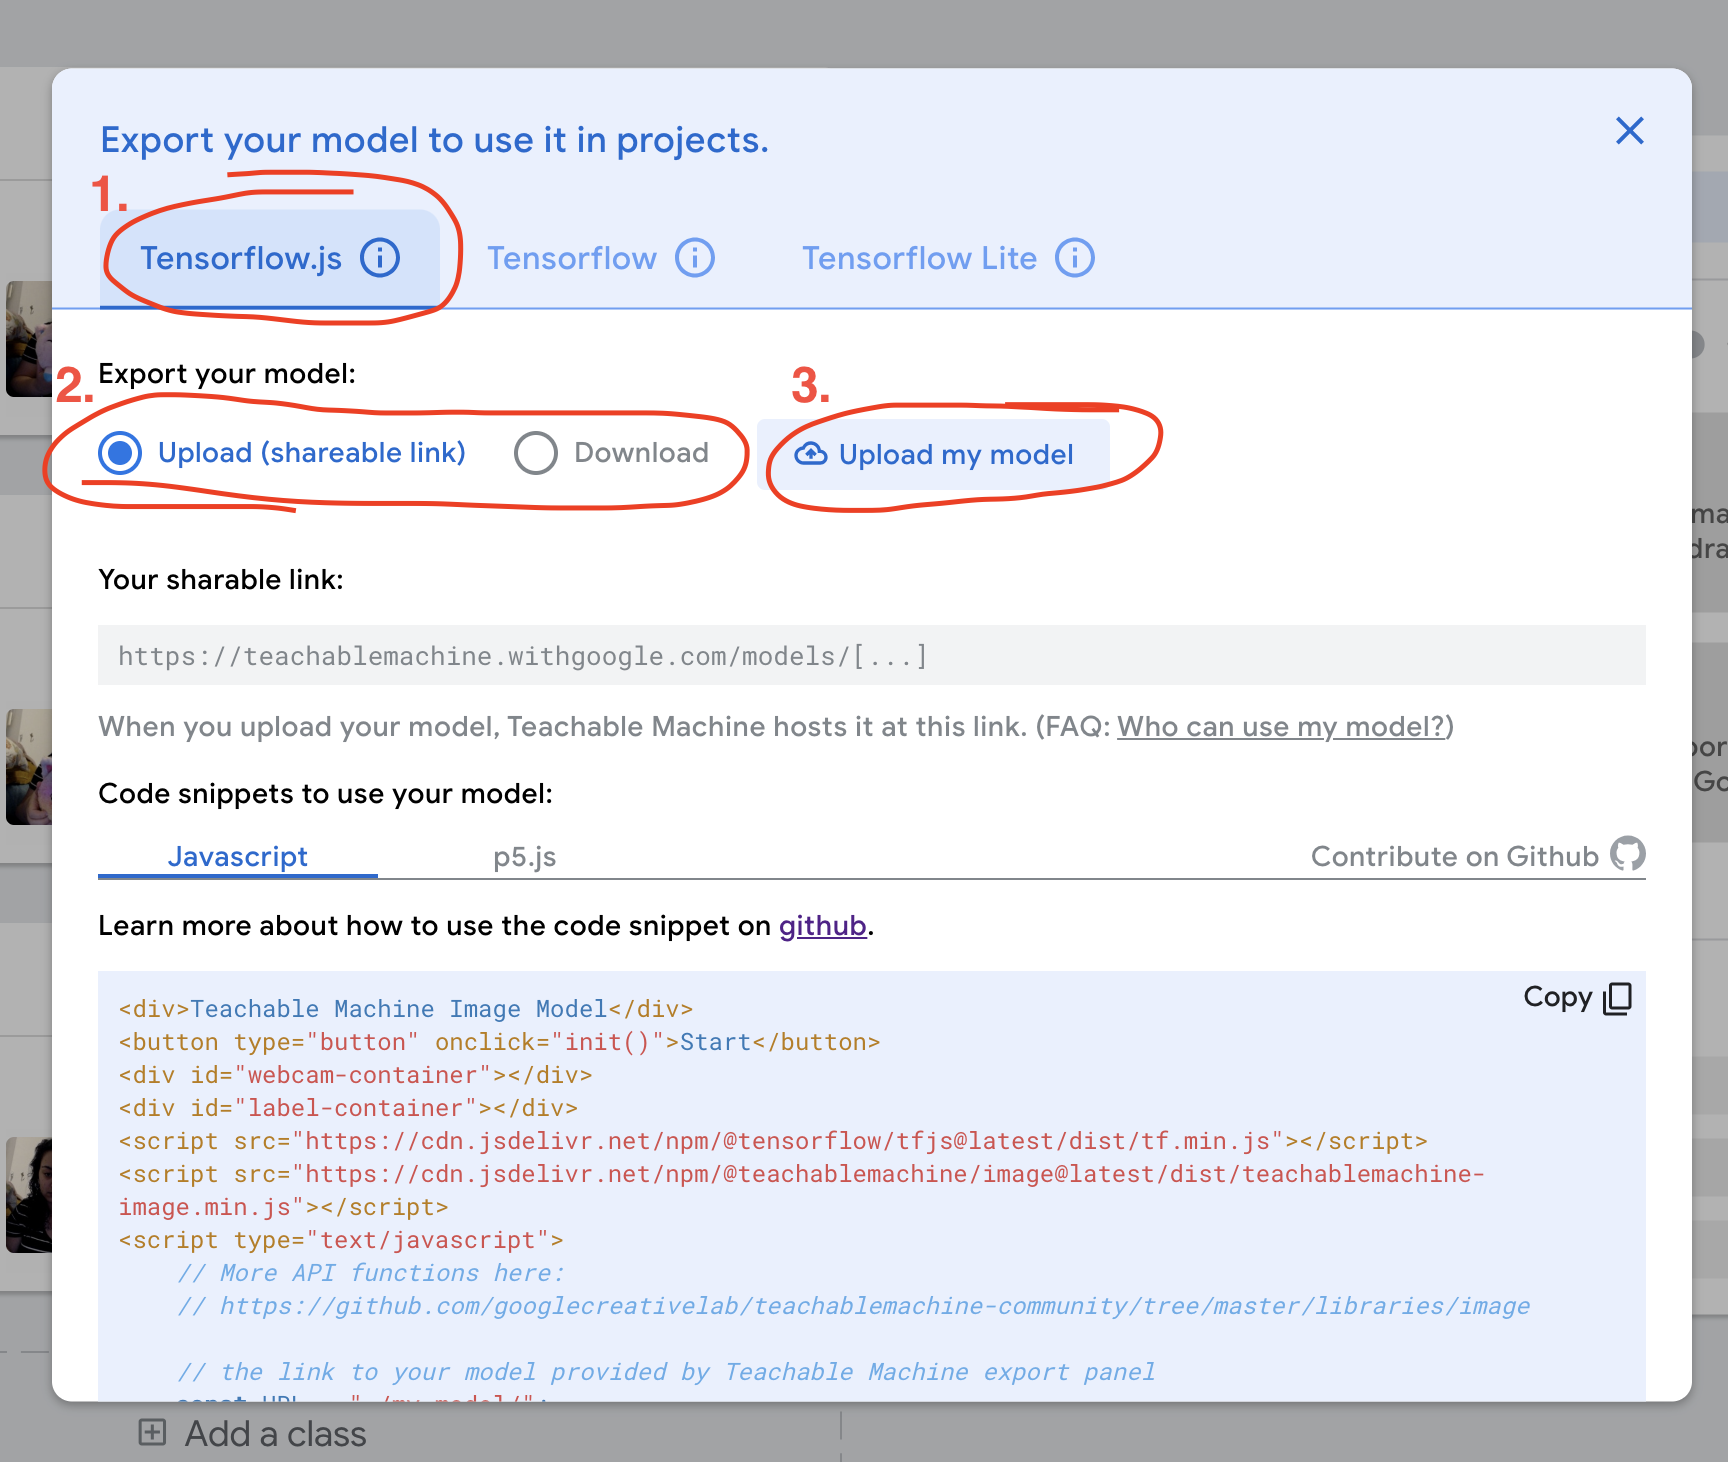 Export your model to use it in projects.
1.
Tensorflow.js Tensorflow Tensorflow Lite
2. Export your model: 3.
Upload (shareable link) Download Upload my model
Your sharable link:
https://teachablemachine.withgoogle.com/models/[...]
When you upload your model, Teachable Machine hosts it at this link. (FAQ: Who can use my model?)
Code snippets to use your model:
Javascript p5.js Contribute on Github
Learn more about how to use the code snippet on github.
Copy
<div>Teachable Machine Image Model</div>
<button type="button" onclick="init()">Start</button>
<div id="webcam-container"></div>
<div id="label-container"></div>
<script src="https://cdn.jsdelivr.net/npm/@tensorflow/tfjs@latest/dist/tf.min.js"></script>
<script src="https://cdn.jsdelivr.net/npm/@teachablemachine/image@latest/dist/teachablemachine-
image.min.js"></script>
<script type="text/javascript">
// More API functions here:
// https://github.com/googlecreativelab/teachablemachine-community/tree/master/libraries/image
// the link to your model provided by Teachable Machine export panel
Add a class